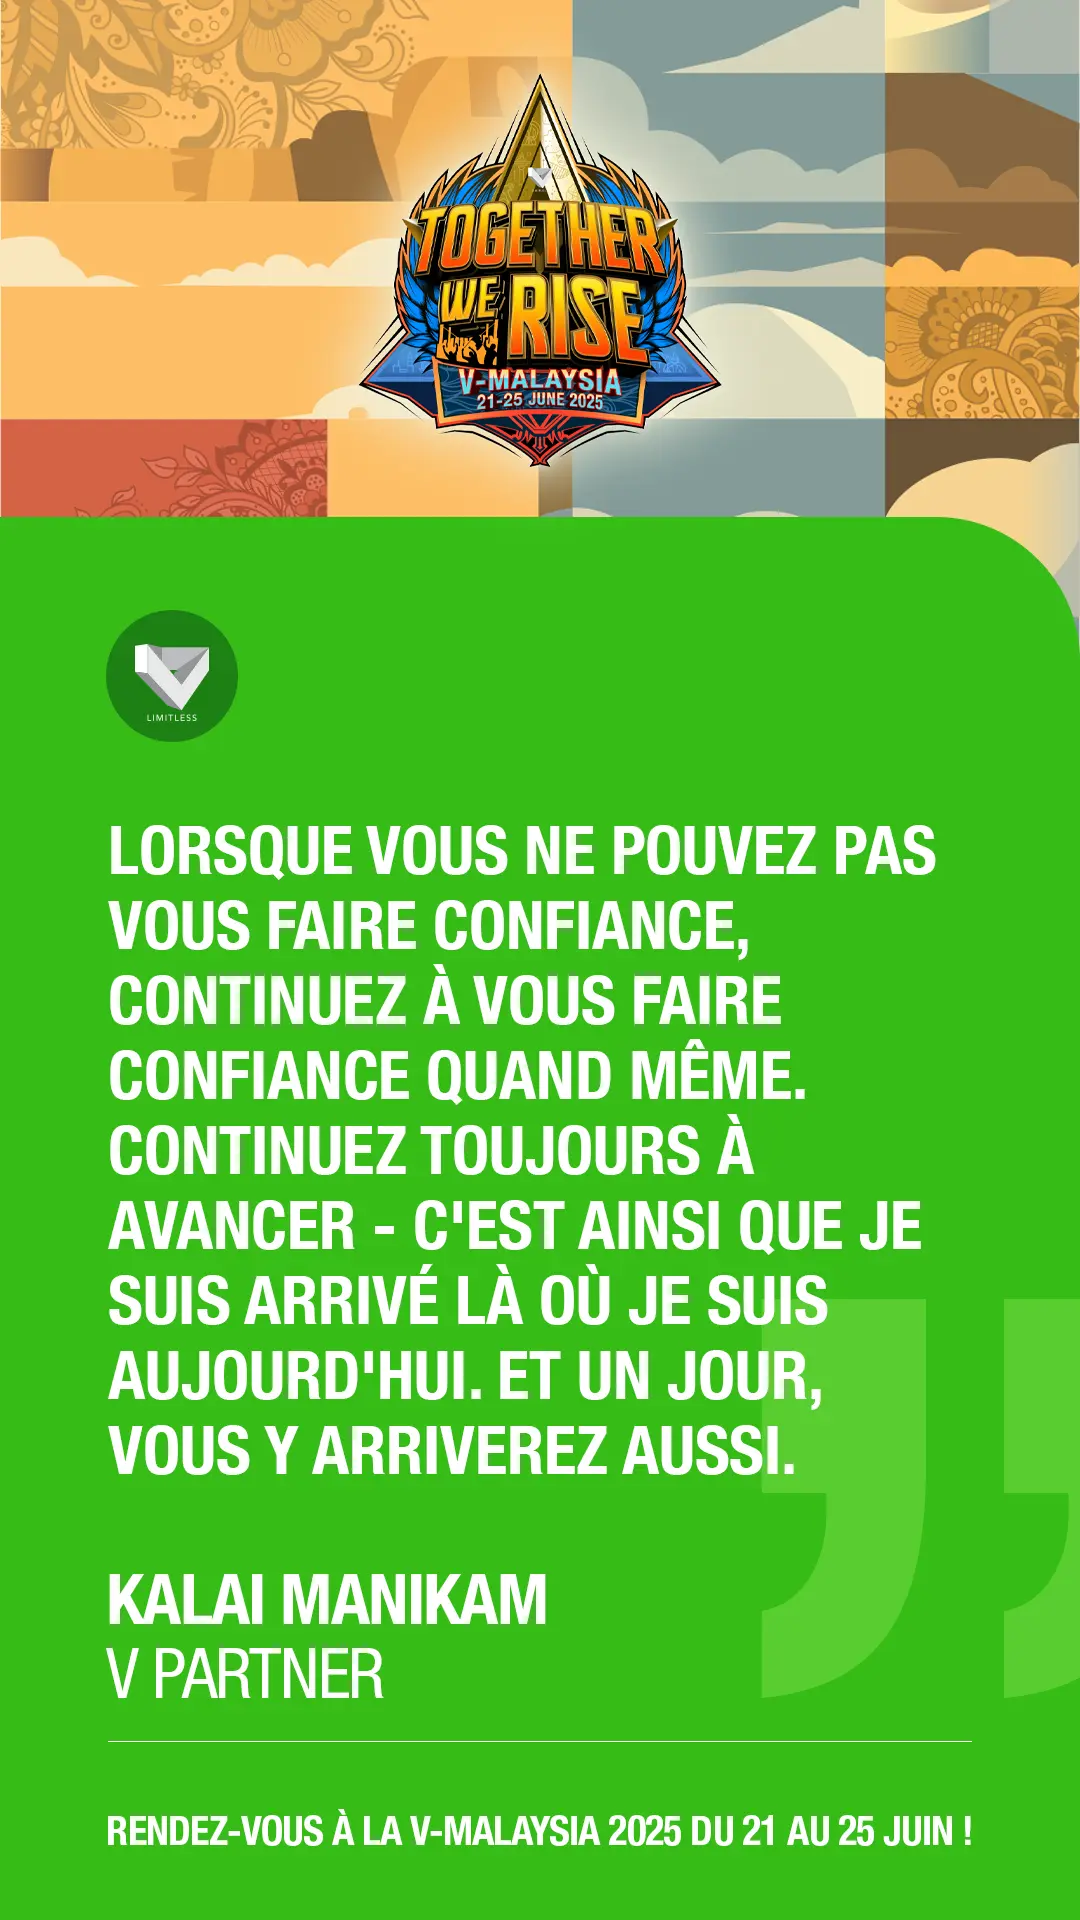 TOGETHER
WE RISE
V-MALAYSIA
21-25 JUNE 2025
LIMITLESS
LORSQUE VOUS NE POUVEZ PAS
VOUS FAIRE CONFIANCE,
CONTINUEZ À VOUS FAIRE
CONFIANCE QUAND MÊME.
CONTINUEZ TOUJOURS À
AVANCER - C'EST AINSI QUE JE
SUIS ARRIVÉ LÀ OÙ JE SUIS
AUJOURD'HUI. ET UN JOUR,
VOUS Y ARRIVEREZ AUSSI.
KALAI MANIKAM
V PARTNER
RENDEZ-VOUS À LA V-MALAYSIA 2025 DU 21 AU 25 JUIN !